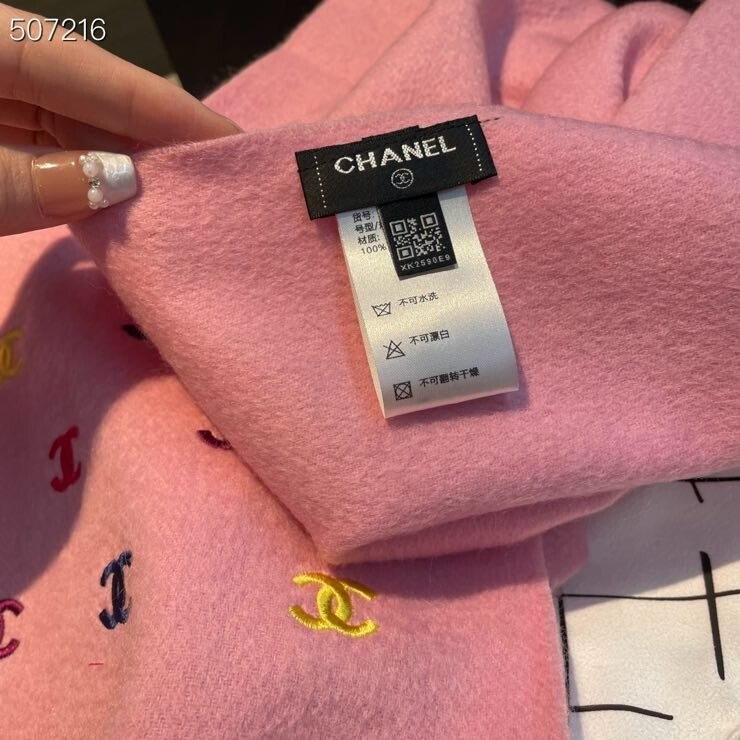 507216
CHANEL
货号:
号型/
材质:
100%
XK2590E9
不可水洗
不可漂白
不可翻转干燥